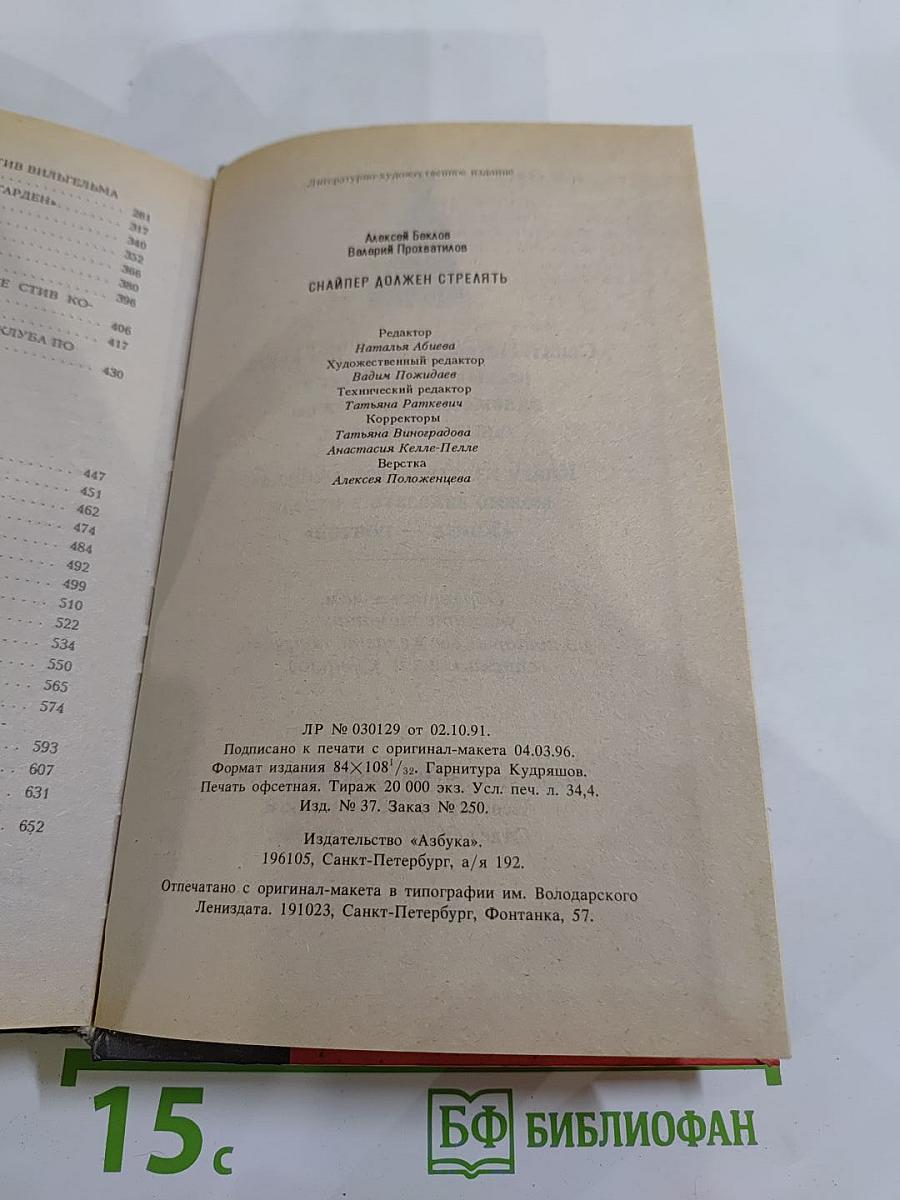 ТИВ ВИЛЬГЕЛЬМА
261
ГАРДЕН»
317
340
352
366
380
396
Е СТИВ КО-
406
417
КЛУБА ПО
430
447
451
462
474
484
492
499
510
522
534
550
565
574
593
607
631
652
Литературно-художественное издание
Алексей Беклов
Валерий Прохватилов
СНАЙПЕР ДОЛЖЕН СТРЕЛЯТЬ
Редактор
Наталья Абиева
Художественный редактор
Вадим Пожидаев
Технический редактор
Татьяна Раткевич
Корректоры
Татьяна Виноградова
Анастасия Келле-Пелле
Верстка
Алексея Положенцева
ЛР № 030129 от 02.10.91.
Подписано к печати с оригинал-макета 04.03.96.
Формат издания 84×108¹/₃₂. Гарнитура Кудряшов.
Печать офсетная. Тираж 20 000 экз. Усл. печ. л. 34,4.
Изд. № 37. Заказ № 250.
Издательство «Азбука».
196105, Санкт-Петербург, а/я 192.
Отпечатано с оригинал-макета в типографии им. Володарского
Лениздата. 191023, Санкт-Петербург, Фонтанка, 57.
15 с
БФ БИБЛИОФАН